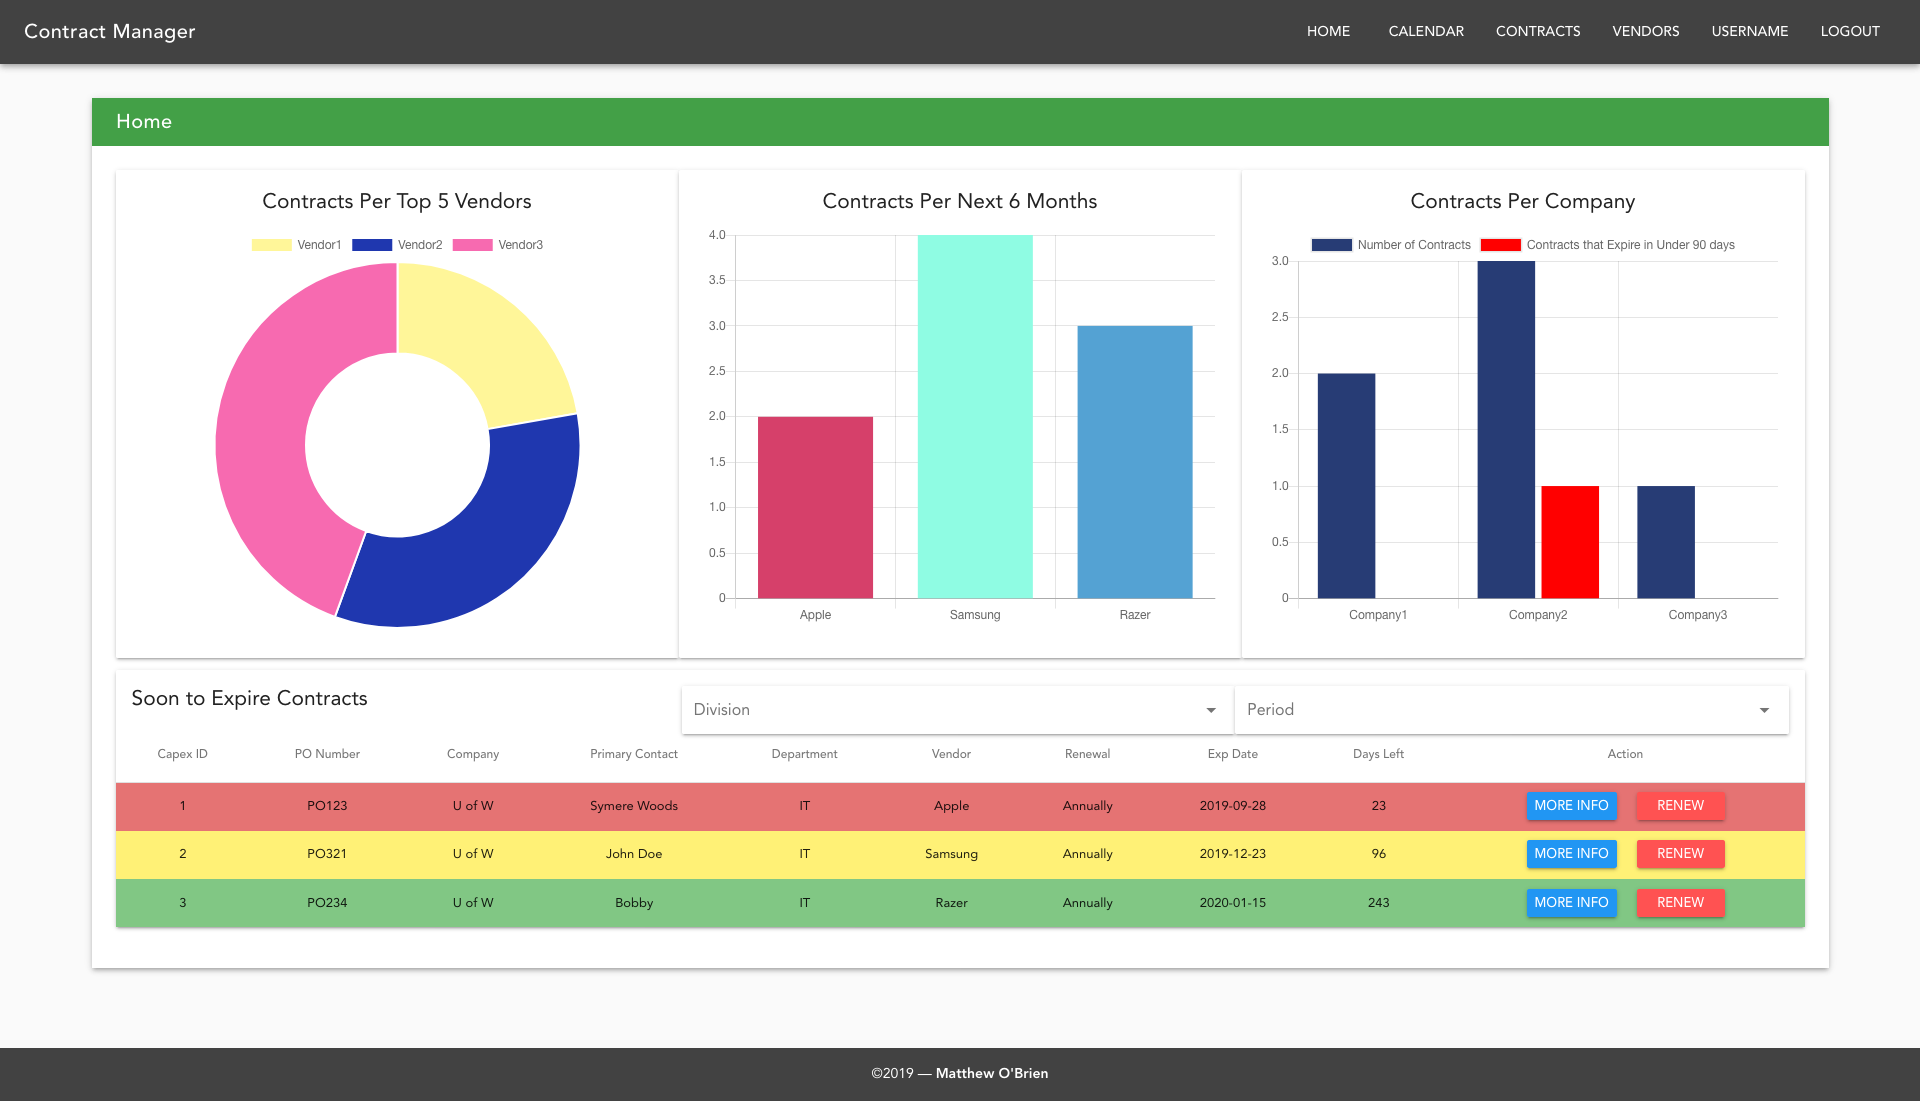 Contract Manager
HOME CALENDAR CONTRACTS VENDORS USERNAME LOGOUT
Home
Contracts Per Top 5 Vendors
Vendor1 Vendor2 Vendor3
Contracts Per Next 6 Months
4.0
3.5
3.0
2.5
2.0
1.5
1.0
0.5
0
Apple Samsung Razer
Contracts Per Company
Number of Contracts Contracts that Expire in Under 90 days
3.0
2.5
2.0
1.5
1.0
0.5
0
Company1 Company2 Company3
Soon to Expire Contracts
Division
Period
Capex ID PO Number Company Primary Contact Department Vendor Renewal Exp Date Days Left Action
1 PO123 U of W Symere Woods IT Apple Annually 2019-09-28 23 MORE INFO RENEW
2 PO321 U of W John Doe IT Samsung Annually 2019-12-23 96 MORE INFO RENEW
3 PO234 U of W Bobby IT Razer Annually 2020-01-15 243 MORE INFO RENEW
©2019 — Matthew O'Brien